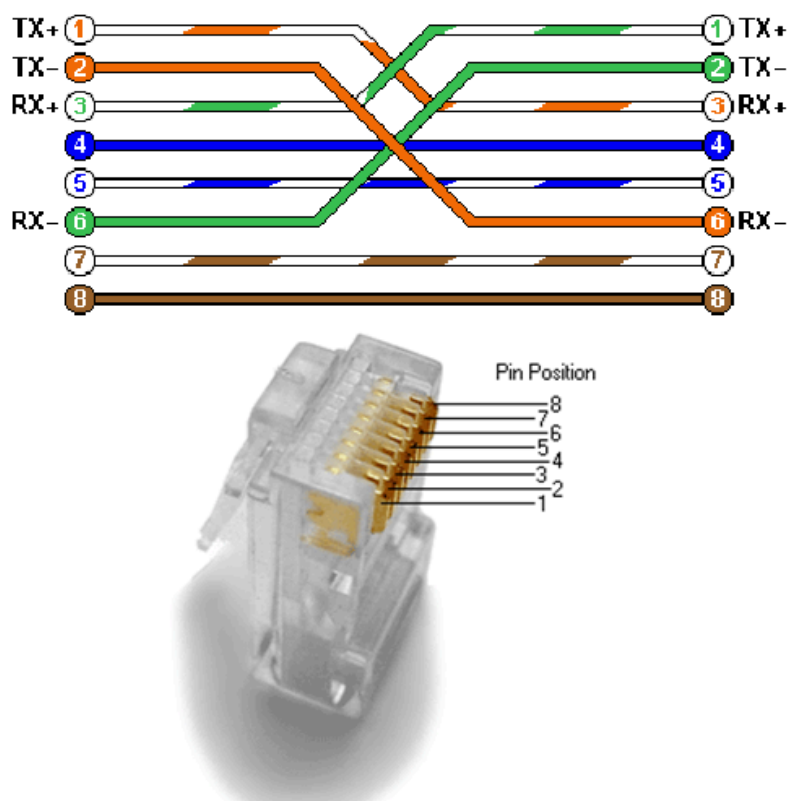 TX+ 1 1 TX+
TX- 2 2 TX-
RX+ 3 3 RX+
4 4
5 5
RX- 6 6 RX-
7 7
8 8
Pin Position
8
7
6
5
4
3
2
1